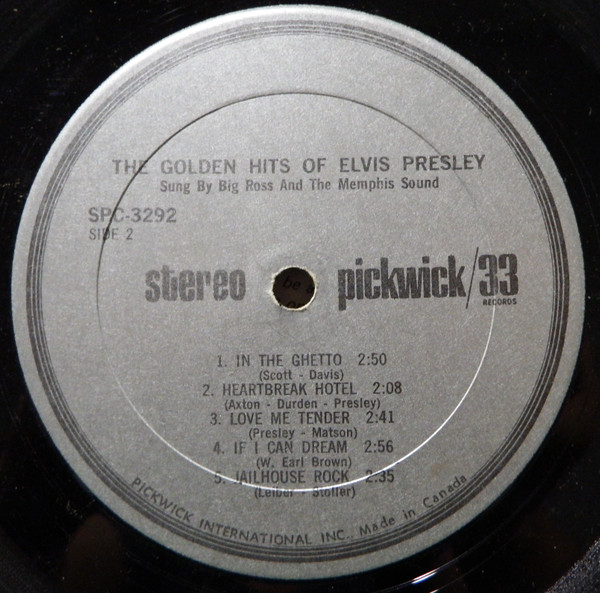 THE GOLDEN HITS OF ELVIS PRESLEY
Sung By Big Ross And The Memphis Sound
SPC-3292
SIDE 2
stereo pickwick/33
RECORDS
1. IN THE GHETTO 2:50
(Scott - Davis)
2. HEARTBREAK HOTEL 2:08
(Axton - Durden - Presley)
3. LOVE ME TENDER 2:41
(Presley - Matson)
4. IF I CAN DREAM 2:56
(W. Earl Brown)
5. JAILHOUSE ROCK 2:35
(Leiber - Stoller)
PICKWICK INTERNATIONAL INC. Made in Canada